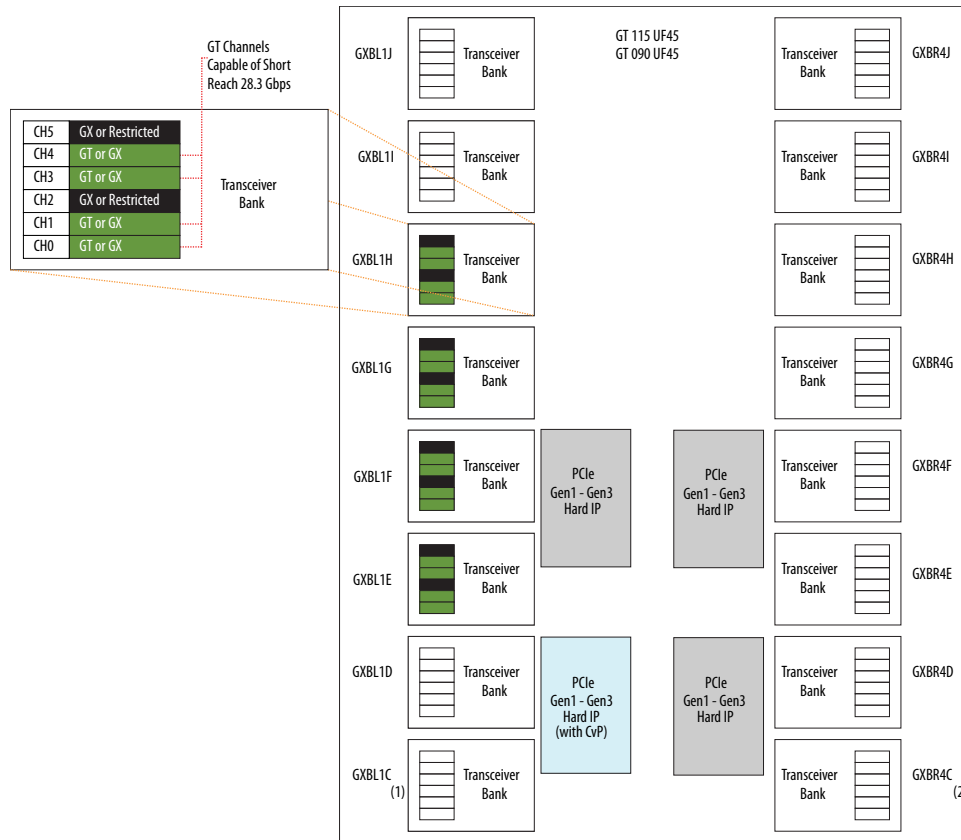 GT Channels
Capable of Short
Reach 28.3 Gbps
CH5 GX or Restricted
CH4 GT or GX
CH3 GT or GX
CH2 GX or Restricted
CH1 GT or GX
CH0 GT or GX
Transceiver
Bank
GT 115 UF45
GT 090 UF45
GXBL1J
Transceiver
Bank
Transceiver
Bank
GXBR4J
GXBL1I
Transceiver
Bank
Transceiver
Bank
GXBR4I
GXBL1H
Transceiver
Bank
Transceiver
Bank
GXBR4H
GXBL1G
Transceiver
Bank
Transceiver
Bank
GXBR4G
GXBL1F
Transceiver
Bank
PCIe
Gen1 - Gen3
Hard IP
PCIe
Gen1 - Gen3
Hard IP
Transceiver
Bank
GXBR4F
GXBL1E
Transceiver
Bank
Transceiver
Bank
GXBR4E
GXBL1D
Transceiver
Bank
PCIe
Gen1 - Gen3
Hard IP
(with CvP)
PCIe
Gen1 - Gen3
Hard IP
Transceiver
Bank
GXBR4D
GXBL1C
(1)
Transceiver
Bank
Transceiver
Bank
GXBR4C
(2